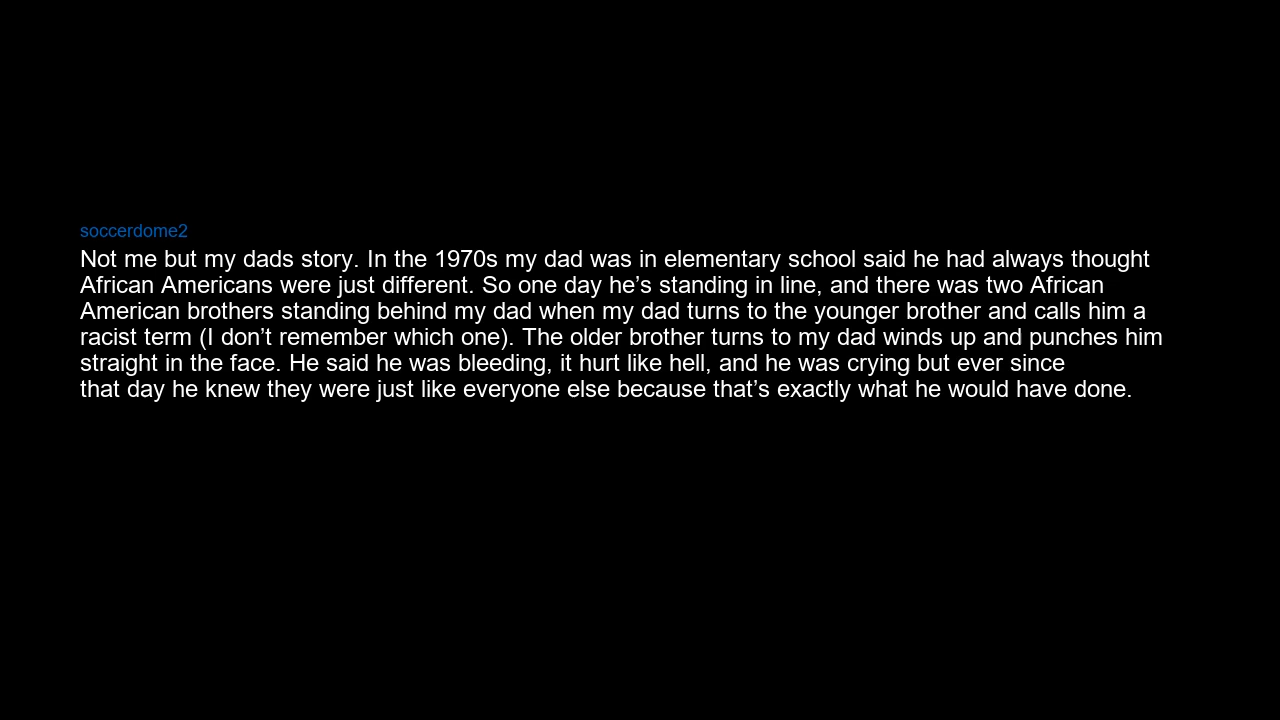 soccerdome2
Not me but my dads story. In the 1970s my dad was in elementary school said he had always thought
African Americans were just different. So one day he’s standing in line, and there was two African
American brothers standing behind my dad when my dad turns to the younger brother and calls him a
racist term (I don’t remember which one). The older brother turns to my dad winds up and punches him
straight in the face. He said he was bleeding, it hurt like hell, and he was crying but ever since
that day he knew they were just like everyone else because that’s exactly what he would have done.